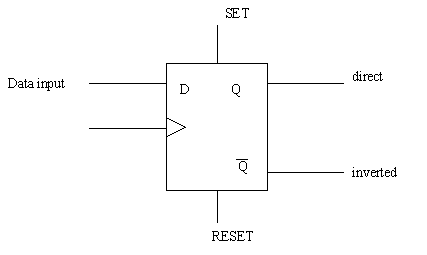 SET
Data input
D
Q
direct
Q̅
inverted
RESET